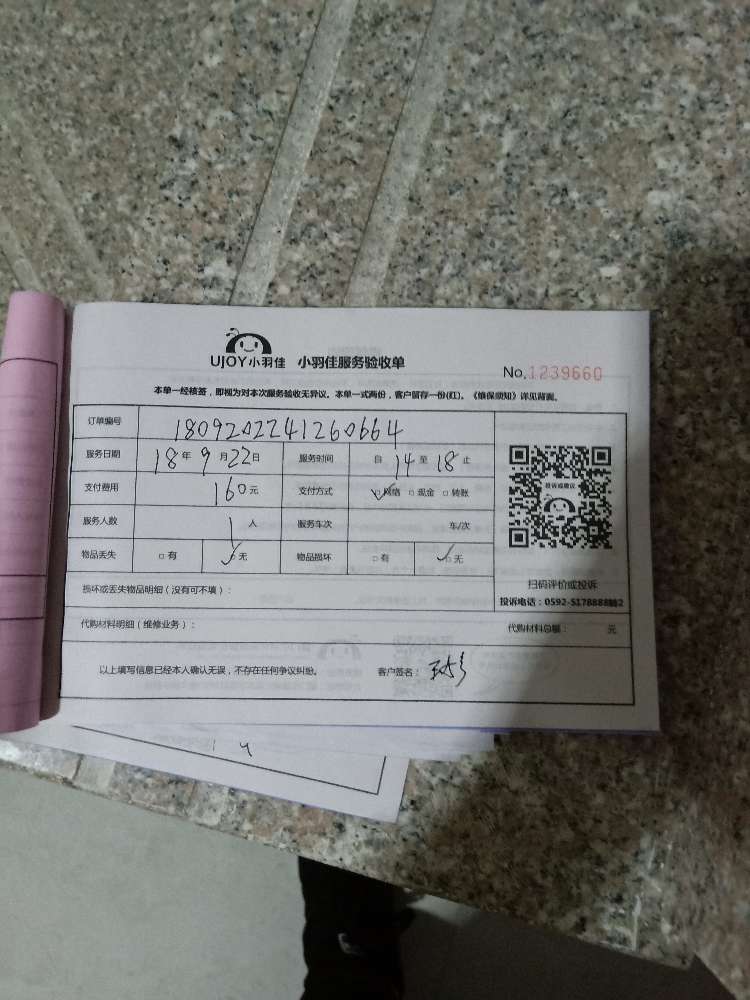 UJOY小羽佳 小羽佳服务验收单
No.1239660
本单一经核签，即视为对本次服务验收无异议。本单一式两份，客户留存一份(红)。《维保须知》详见背面。
订单编号 1809202241260664
服务日期 18年9月22日 服务时间 自14至18止
支付费用 160元 支付方式 ☑网络 □现金 □转账
服务人数 1人 服务车次 车/次
物品丢失 □有 ☑无 物品损坏 □有 ☑无
投诉或建议
扫码评价或投诉
投诉电话：0592-5178888转2
损坏或丢失物品明细（没有可不填）：
代购材料明细（维修业务）： 代购材料总额： 元
以上填写信息已经本人确认无误，不存在任何争议纠纷。 客户签名：